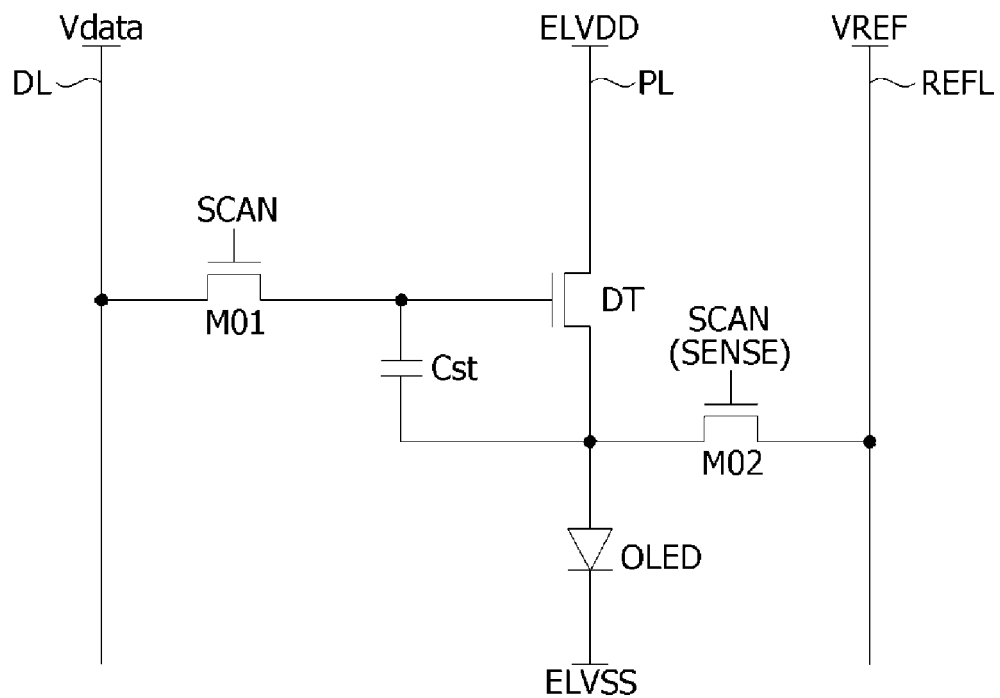 Vdata
ELVDD
VREF
DL
PL
REFL
SCAN
M01
DT
SCAN
(SENSE)
Cst
M02
OLED
ELVSS